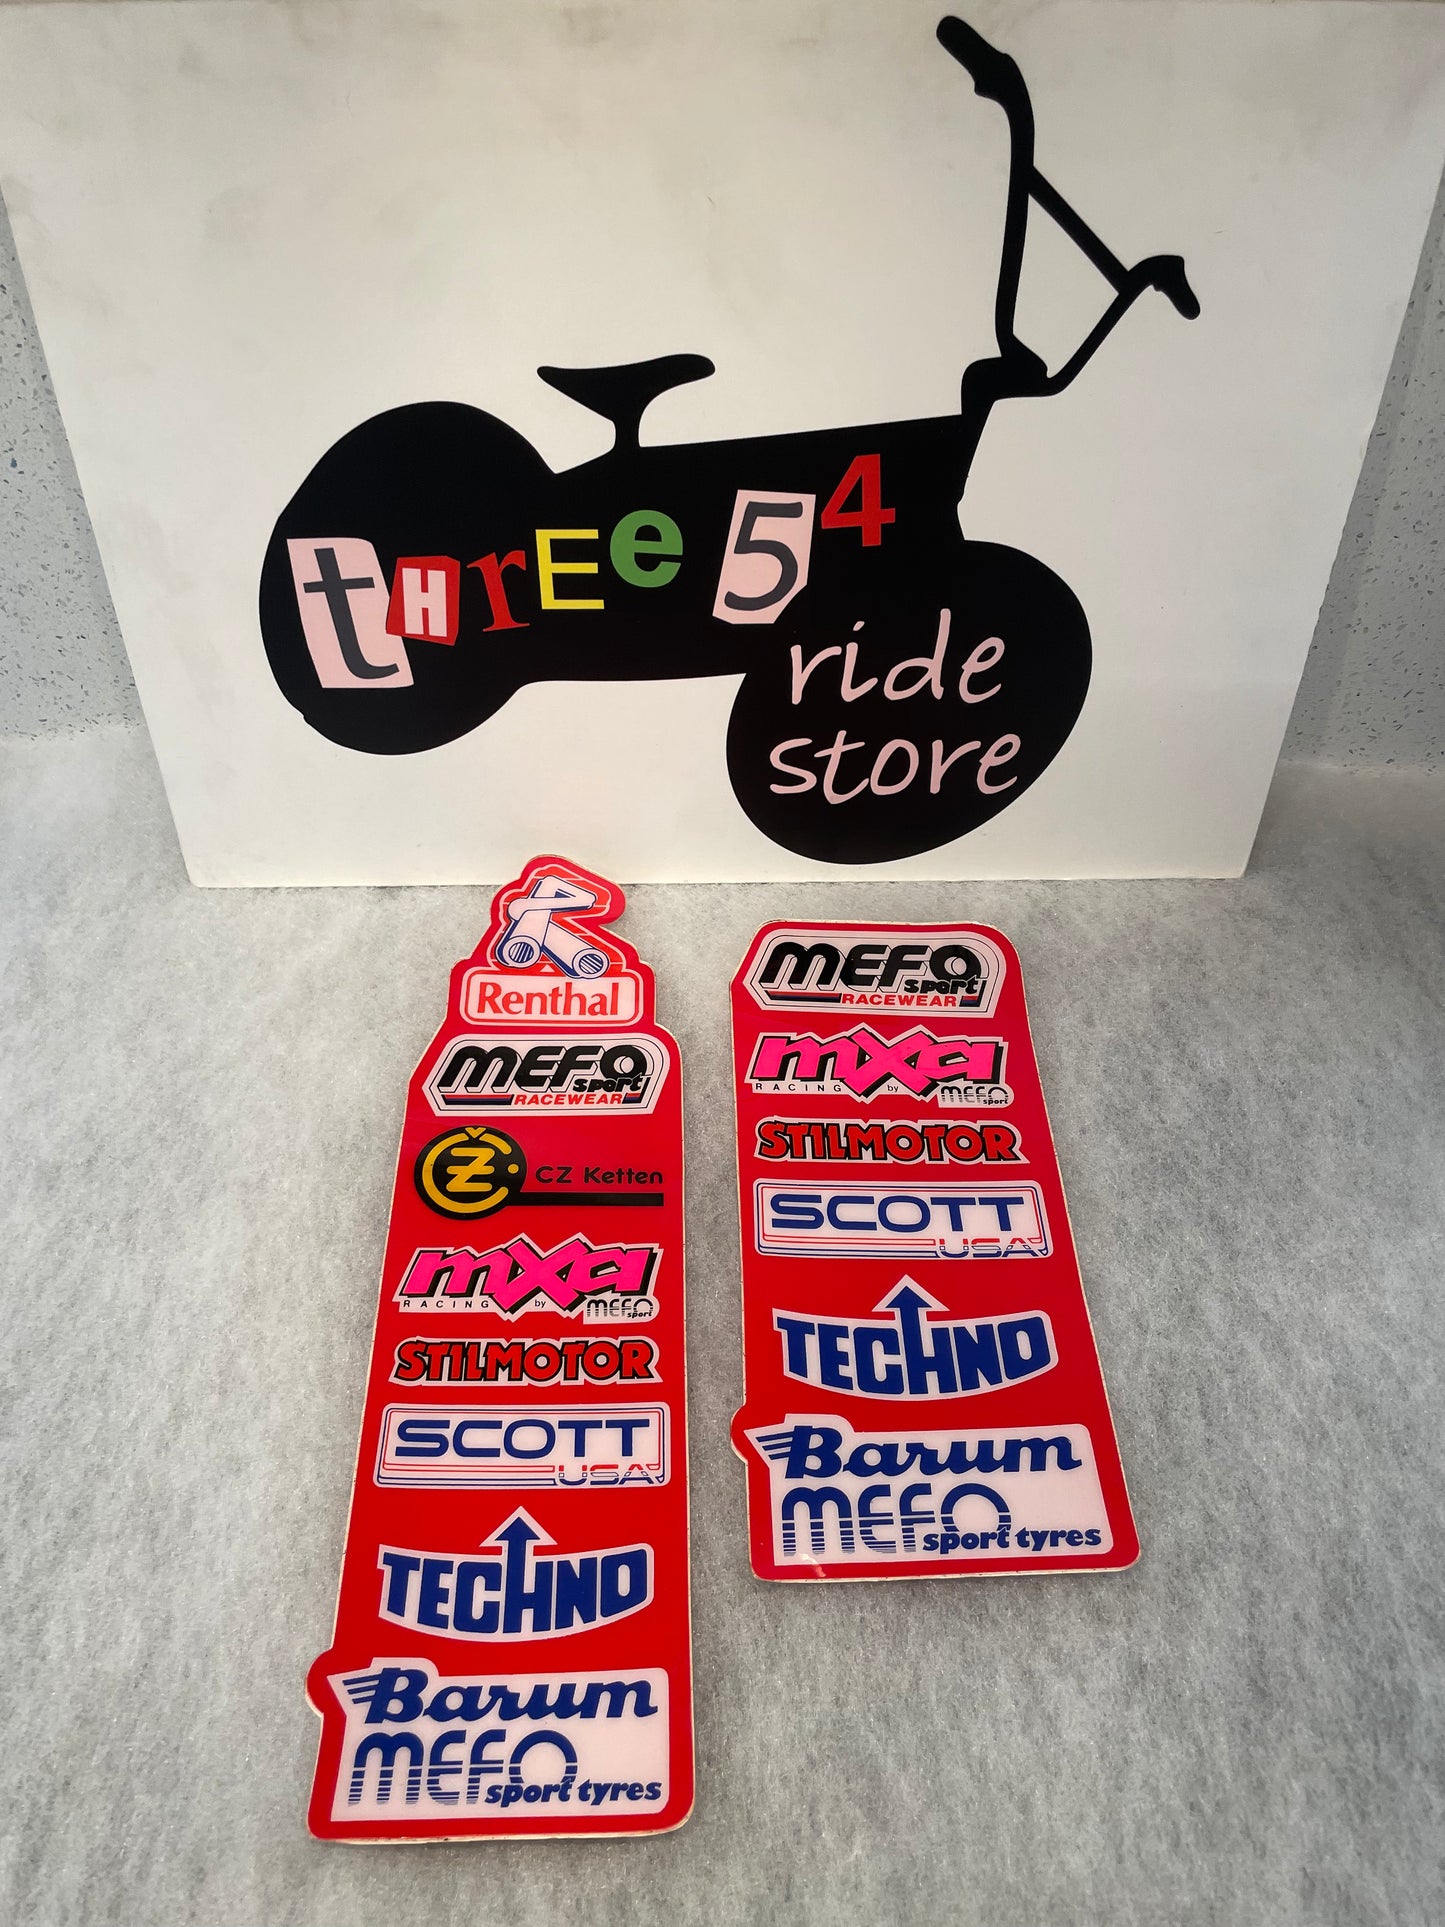 tHrEe 54
ride
store
Renthal
MEFO
sport
RACEWEAR
CZ
CZ Ketten
mxa
RACING by MEFO
sport
STILMOTOR
SCOTT
USA
TECHNO
Barum
MEFO
sport tyres
MEFO
sport
RACEWEAR
mxa
RACING by MEFO
sport
STILMOTOR
SCOTT
USA
TECHNO
Barum
MEFO
sport tyres